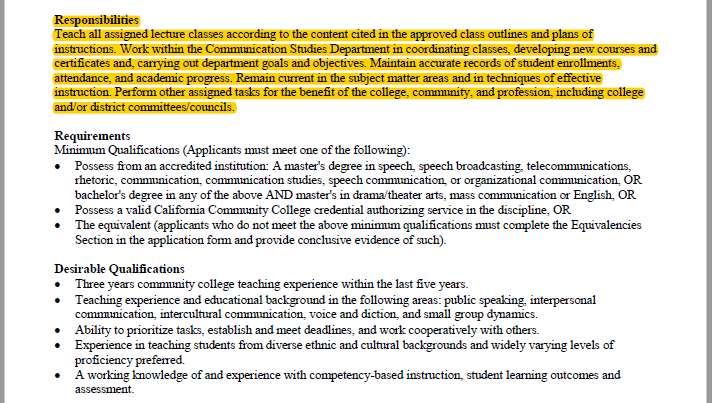 Responsibilities
Teach all assigned lecture classes according to the content cited in the approved class outlines and plans of
instructions. Work within the Communication Studies Department in coordinating classes, developing new courses and
certificates and, carrying out department goals and objectives. Maintain accurate records of student enrollments,
attendance, and academic progress. Remain current in the subject matter areas and in techniques of effective
instruction. Perform other assigned tasks for the benefit of the college, community, and profession, including college
and/or district committees/councils.
Requirements
Minimum Qualifications (Applicants must meet one of the following):
• Possess from an accredited institution: A master's degree in speech, speech broadcasting, telecommunications,
rhetoric, communication, communication studies, speech communication, or organizational communication, OR
bachelor's degree in any of the above AND master's in drama/theater arts, mass communication or English, OR
• Possess a valid California Community College credential authorizing service in the discipline, OR
• The equivalent (applicants who do not meet the above minimum qualifications must complete the Equivalencies
Section in the application form and provide conclusive evidence of such).
Desirable Qualifications
• Three years community college teaching experience within the last five years.
• Teaching experience and educational background in the following areas: public speaking, interpersonal
communication, intercultural communication, voice and diction, and small group dynamics.
• Ability to prioritize tasks, establish and meet deadlines, and work cooperatively with others.
• Experience in teaching students from diverse ethnic and cultural backgrounds and widely varying levels of
proficiency preferred.
• A working knowledge of and experience with competency-based instruction, student learning outcomes and
assessment.